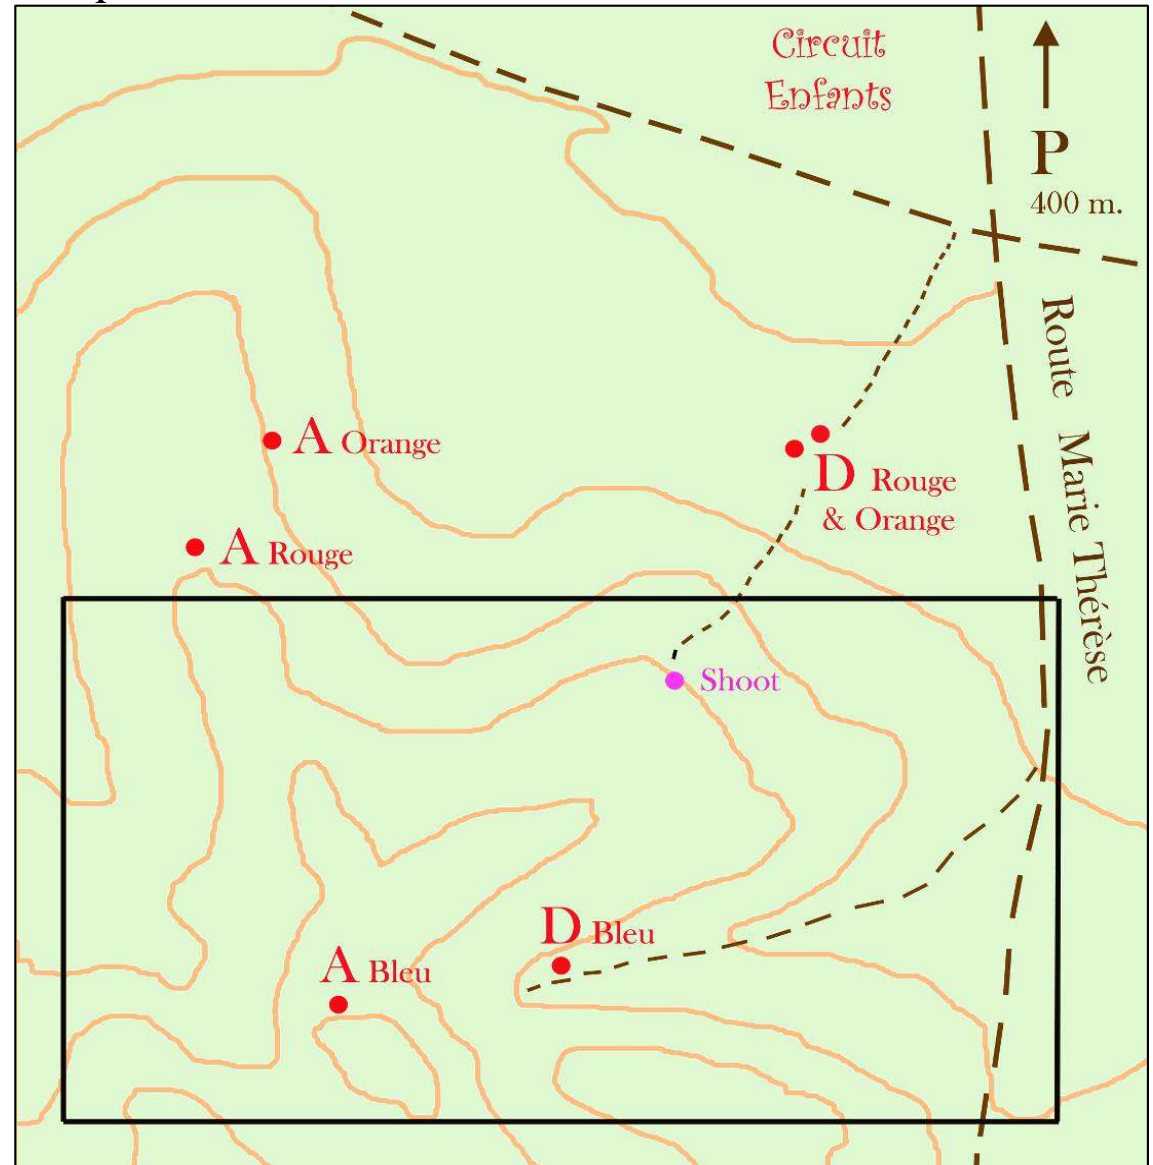 Circuit
Enfants
P
400 m.
Route Marie Thérèse
A Orange
D Rouge
& Orange
A Rouge
Shoot
D Bleu
A Bleu